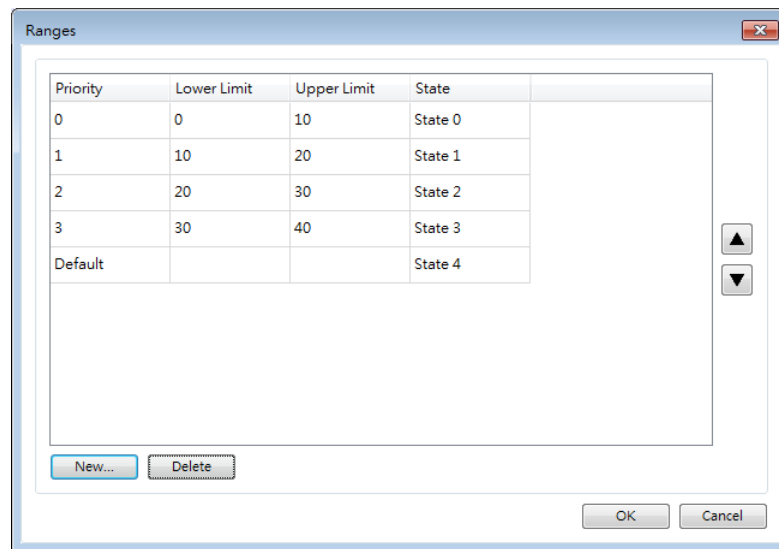 Ranges
Priority Lower Limit Upper Limit State
0 0 10 State 0
1 10 20 State 1
2 20 30 State 2
3 30 40 State 3
Default State 4
New... Delete
OK Cancel